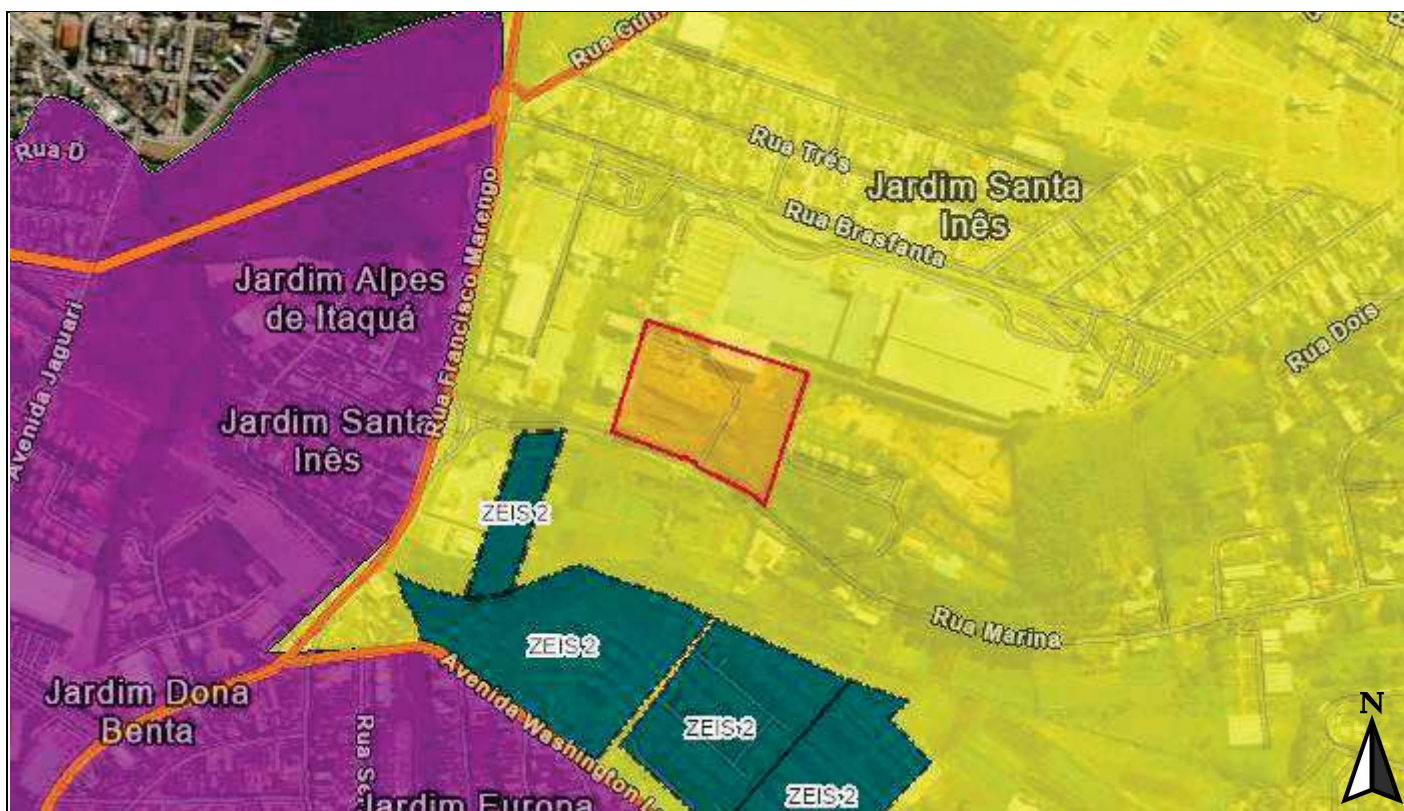 Rua D
Rua Três
Jardim Santa
Inês
Rua Brasfanta
Rua Francisco Marengo
Jardim Alpes
de Itaquá
Avenida Jaguari
Rua Dois
Jardim Santa
Inês
ZEIS 2
ZEIS 2
Rua Marina
Jardim Dona
Benta
Avenida Washington
ZEIS 2
Rua
N
ZEIS 2
Jardim Europa